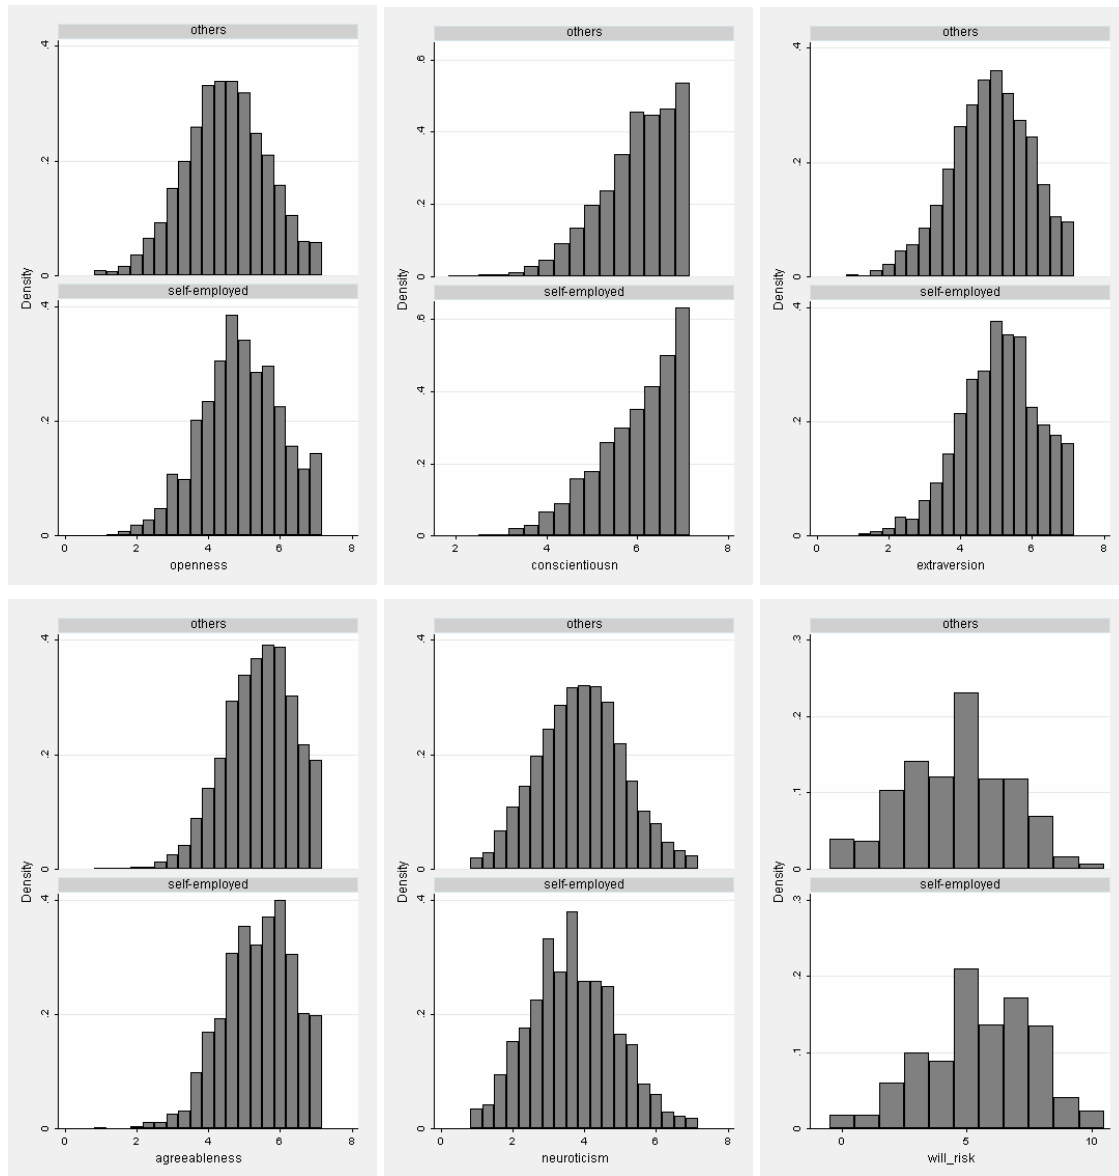 others
.4
.2
0
Density
self-employed
.4
.2
0
0 2 4 6 8
openness
others
.6
.4
.2
0
Density
self-employed
.6
.4
.2
0
2 4 6 8
conscientiousn
others
.4
.2
0
Density
self-employed
.4
.2
0
0 2 4 6 8
extraversion
others
.4
.2
0
Density
self-employed
.4
.2
0
0 2 4 6 8
agreeableness
others
.4
.2
0
Density
self-employed
.4
.2
0
0 2 4 6 8
neuroticism
others
.3
.2
.1
0
Density
self-employed
.3
.2
.1
0
0 5 10
will_risk